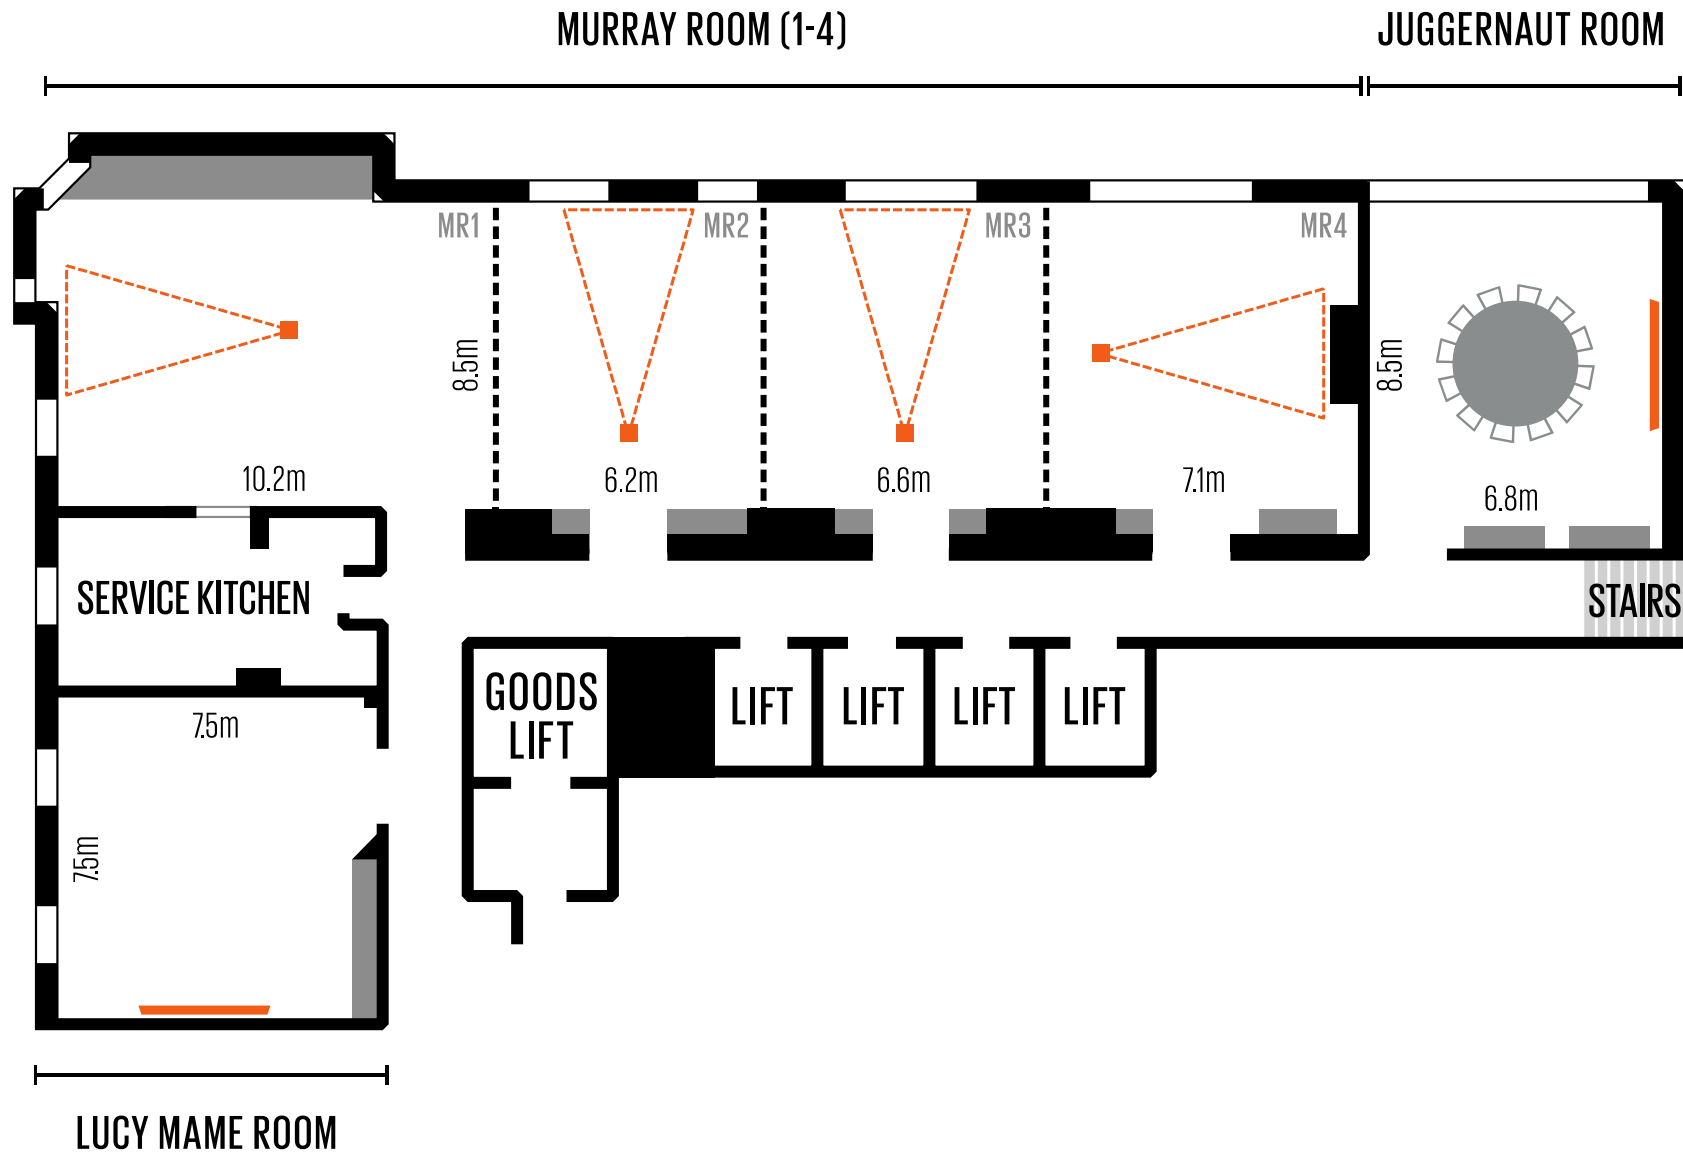 MURRAY ROOM (1-4)
JUGGERNAUT ROOM
MR1
MR2
MR3
MR4
8.5m
8.5m
10.2m
6.2m
6.6m
7.1m
6.8m
SERVICE KITCHEN
STAIRS
GOODS
LIFT
LIFT
LIFT
LIFT
LIFT
7.5m
7.5m
LUCY MAME ROOM